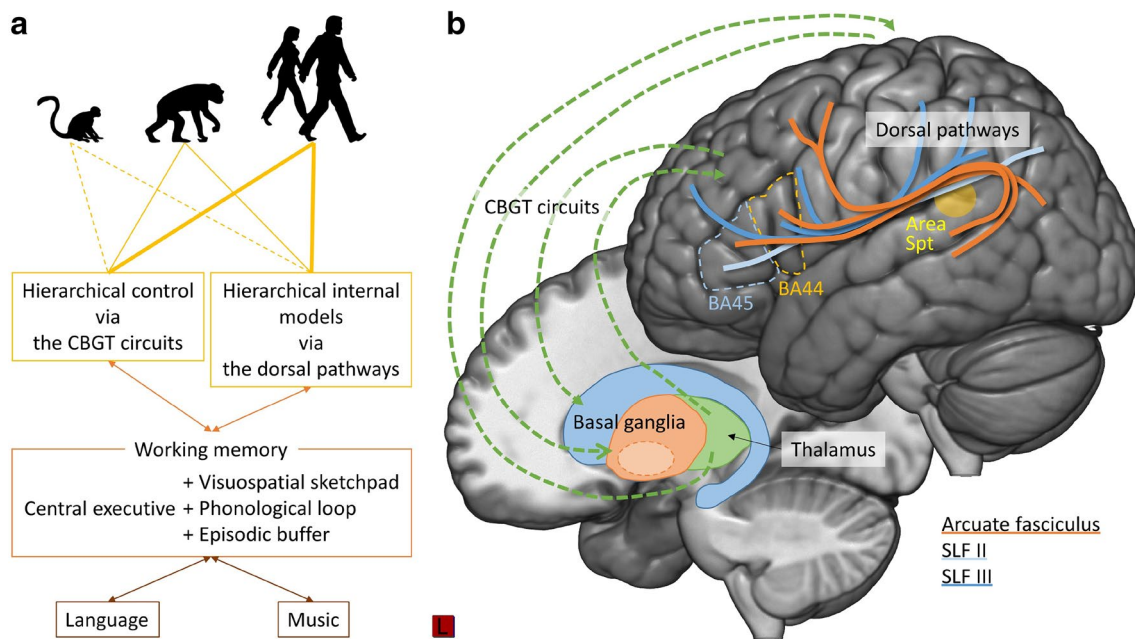 a
Hierarchical control
via
the CBGT circuits
Hierarchical internal
models
via
the dorsal pathways
Working memory
Central executive
+ Visuospatial sketchpad
+ Phonological loop
+ Episodic buffer
Language
Music
b
Dorsal pathways
CBGT circuits
Area
Spt
BA45
BA44
Basal ganglia
Thalamus
Arcuate fasciculus
SLF II
SLF III
L